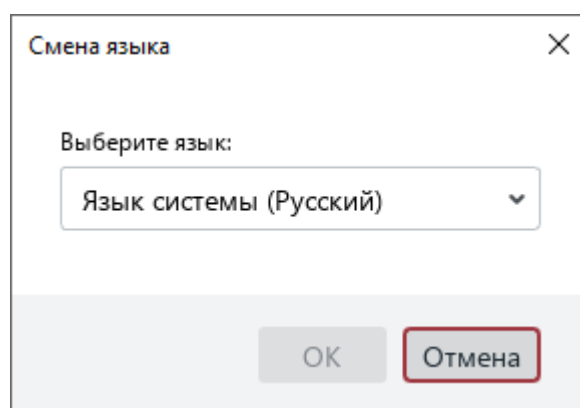 Смена языка
Выберите язык:
Язык системы (Русский)
OK
Отмена